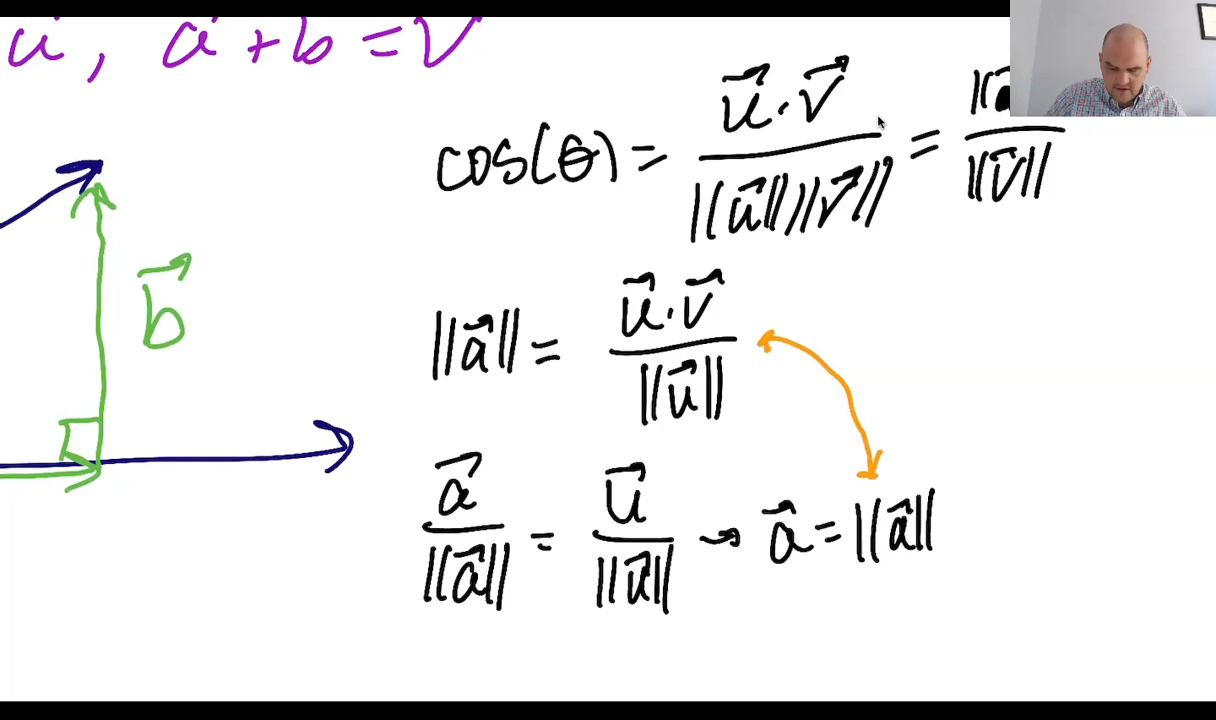 u, a + b = v
cos(θ) = u⃗ · v⃗ / ||u⃗|| ||v⃗|| = ||a / ||v⃗||
b⃗
||a⃗|| = u⃗ · v⃗ / ||u⃗||
a⃗ / ||a⃗|| = u⃗ / ||u⃗|| → a⃗ = ||a⃗||